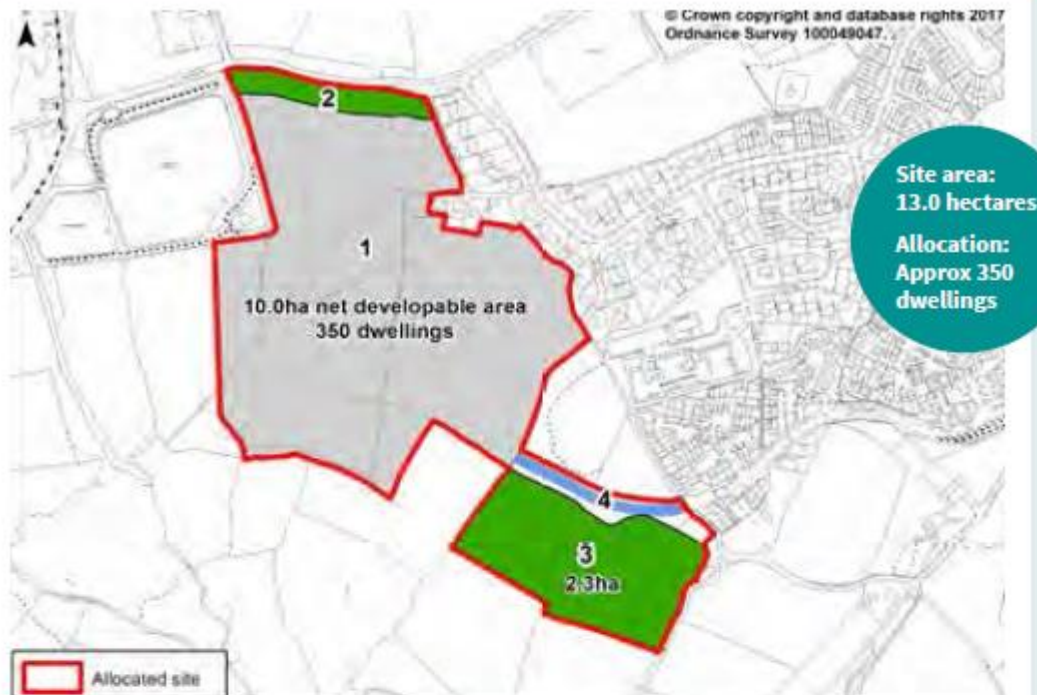 © Crown copyright and database rights 2017
Ordnance Survey 100049047.
2
Site area:
13.0 hectares
Allocation:
Approx 350
dwellings
1
10.0ha net developable area
350 dwellings
4
3
2.3ha
Allocated site